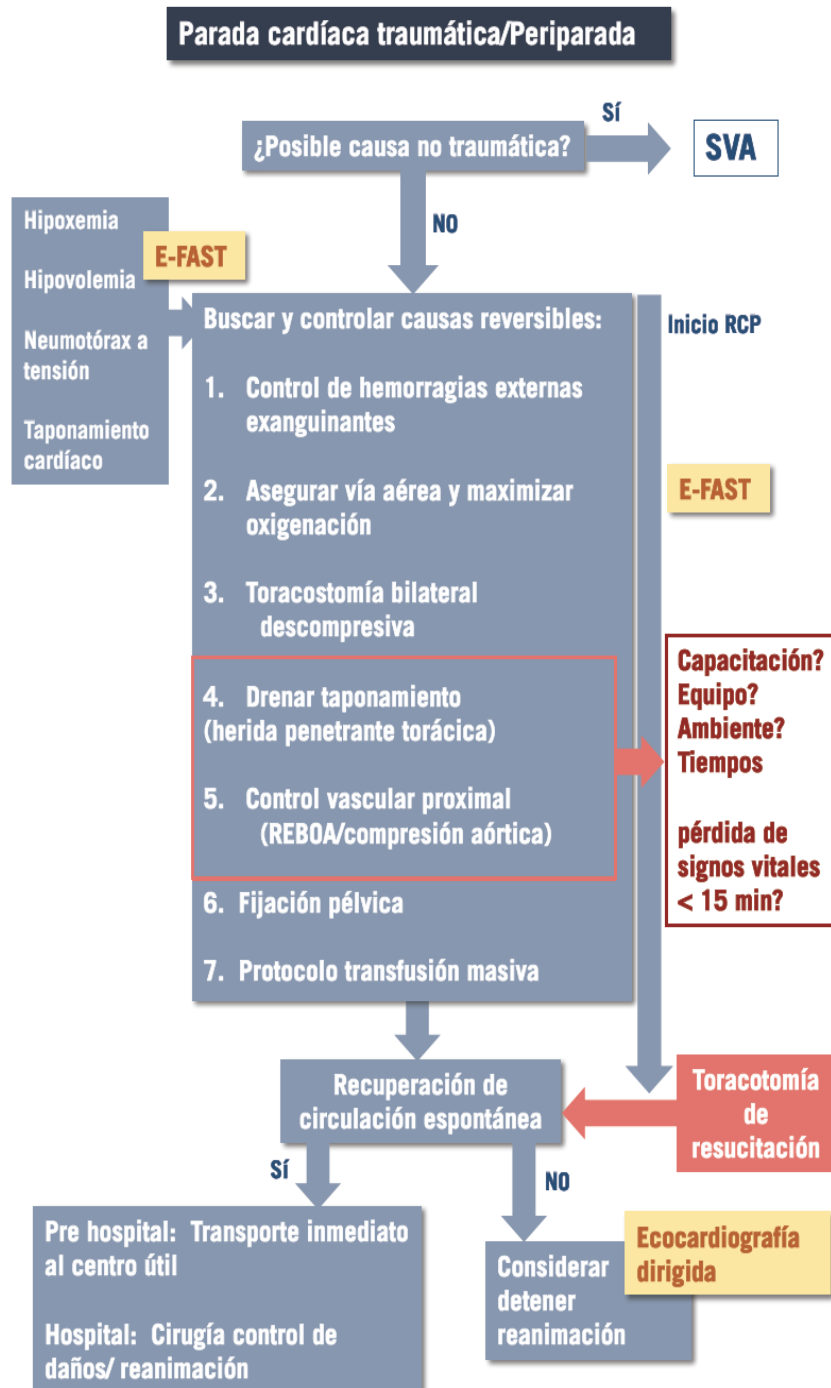 Parada cardíaca traumática/Periparada
¿Posible causa no traumática?
Sí
SVA
NO
Hipoxemia
Hipovolemia
Neumotórax a
tensión
Taponamiento
cardíaco
E-FAST
Buscar y controlar causas reversibles:
1. Control de hemorragias externas
exanguinantes
2. Asegurar vía aérea y maximizar
oxigenación
3. Toracostomía bilateral
descompresiva
4. Drenar taponamiento
(herida penetrante torácica)
5. Control vascular proximal
(REBOA/compresión aórtica)
6. Fijación pélvica
7. Protocolo transfusión masiva
Inicio RCP
E-FAST
Capacitación?
Equipo?
Ambiente?
Tiempos
pérdida de
signos vitales
< 15 min?
Toracotomía
de
resucitación
Recuperación de
circulación espontánea
Sí
NO
Pre hospital: Transporte inmediato
al centro útil
Hospital: Cirugía control de
daños/ reanimación
Considerar
detener
reanimación
Ecocardiografía
dirigida